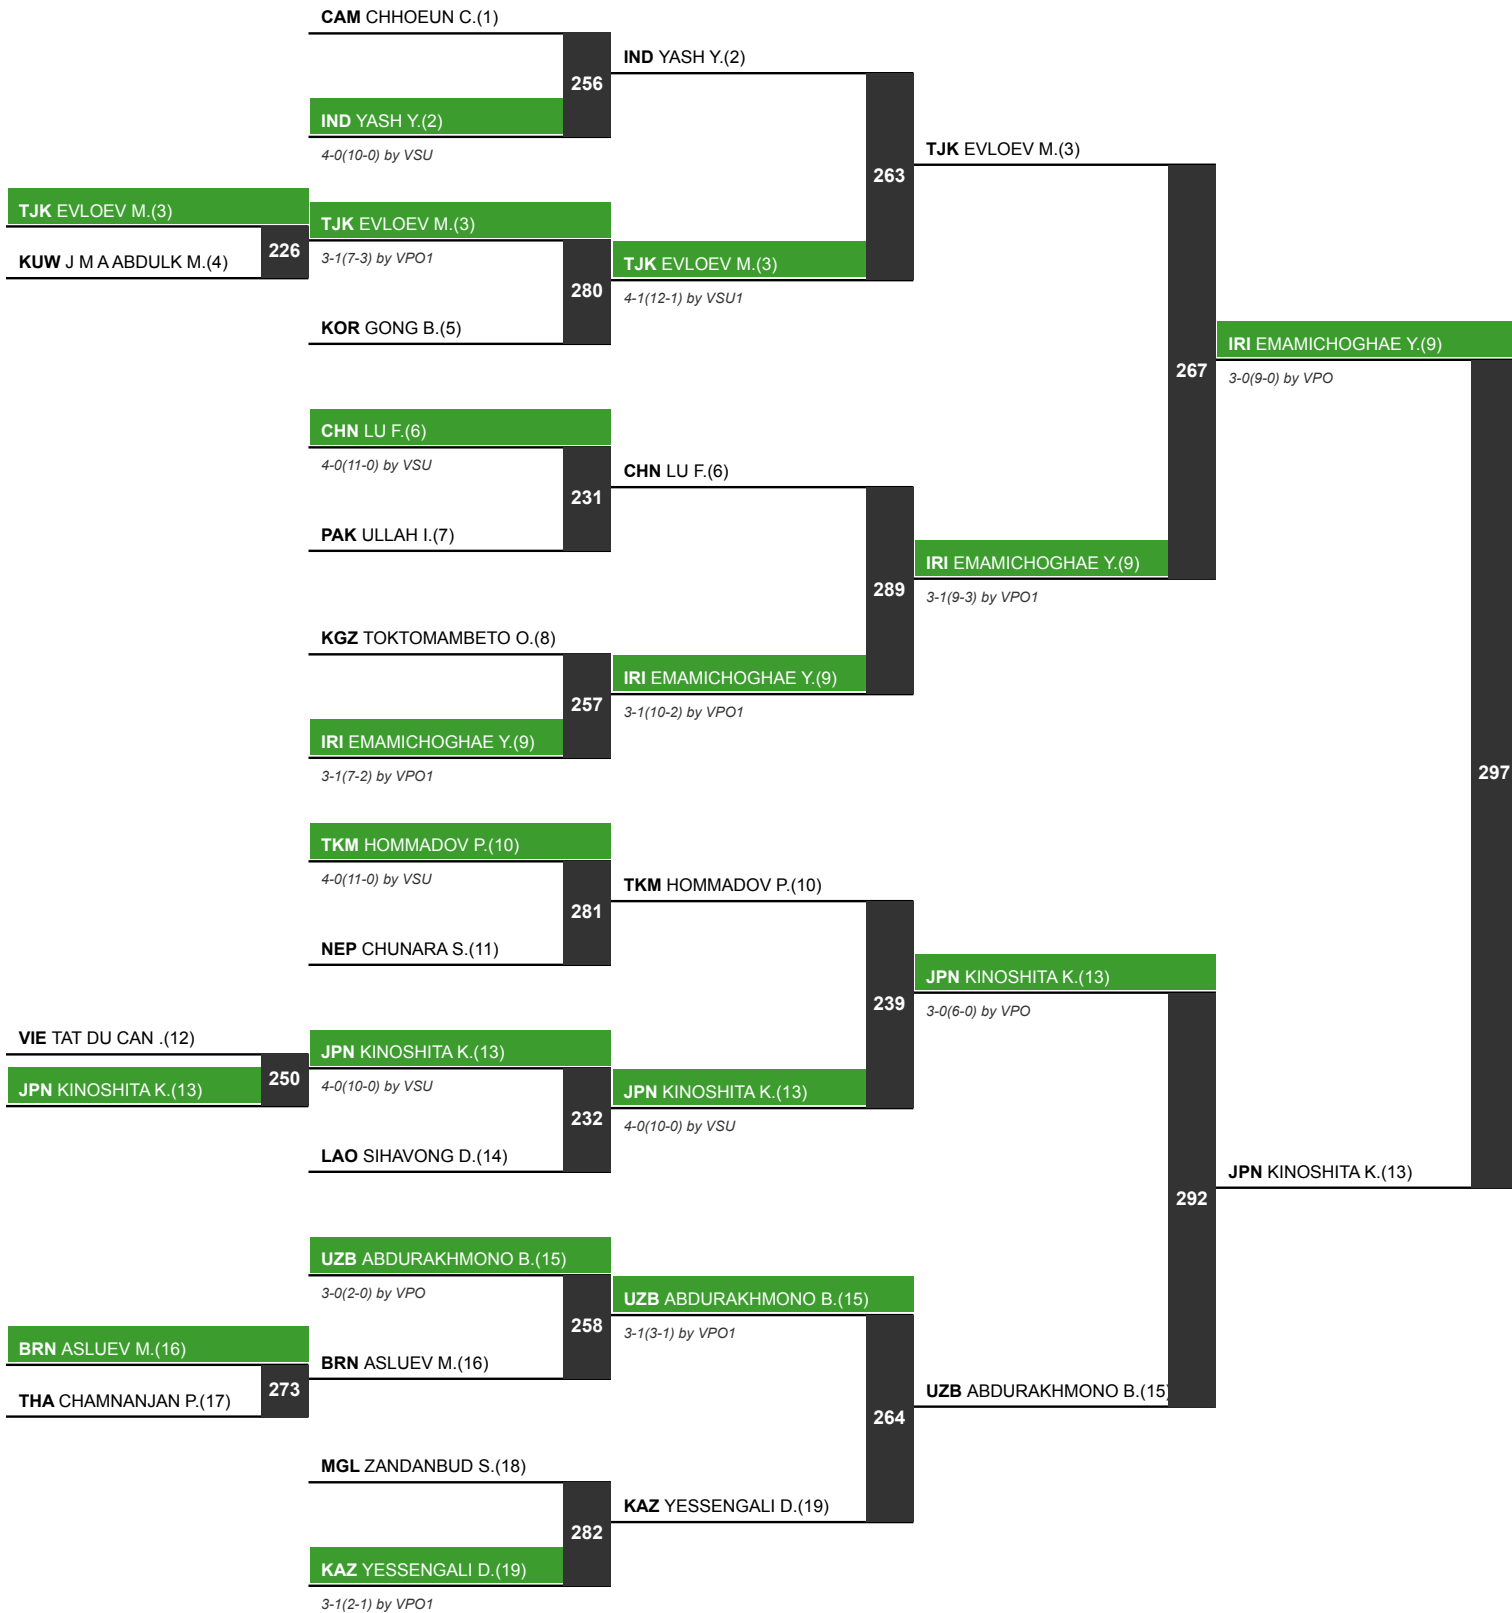 CAM CHHOEUN C.(1)
256
IND YASH Y.(2)
4-0(10-0) by VSU
TJK EVLOEV M.(3)
226
KUW J M A ABDULK M.(4)
TJK EVLOEV M.(3)
3-1(7-3) by VPO1
280
KOR GONG B.(5)
CHN LU F.(6)
4-0(11-0) by VSU
231
PAK ULLAH I.(7)
KGZ TOKTOMAMBETO O.(8)
257
IRI EMAMICHOGHAE Y.(9)
3-1(7-2) by VPO1
TKM HOMMADOV P.(10)
4-0(11-0) by VSU
281
NEP CHUNARA S.(11)
VIE TAT DU CAN .(12)
250
JPN KINOSHITA K.(13)
JPN KINOSHITA K.(13)
4-0(10-0) by VSU
232
LAO SIHAVONG D.(14)
UZB ABDURAKHMONO B.(15)
3-0(2-0) by VPO
258
BRN ASLUEV M.(16)
BRN ASLUEV M.(16)
273
THA CHAMNANJAN P.(17)
MGL ZANDANBUD S.(18)
282
KAZ YESSENGALI D.(19)
3-1(2-1) by VPO1
IND YASH Y.(2)
263
TJK EVLOEV M.(3)
4-1(12-1) by VSU1
CHN LU F.(6)
289
IRI EMAMICHOGHAE Y.(9)
3-1(10-2) by VPO1
TKM HOMMADOV P.(10)
239
JPN KINOSHITA K.(13)
4-0(10-0) by VSU
UZB ABDURAKHMONO B.(15)
3-1(3-1) by VPO1
264
KAZ YESSENGALI D.(19)
TJK EVLOEV M.(3)
267
IRI EMAMICHOGHAE Y.(9)
3-1(9-3) by VPO1
JPN KINOSHITA K.(13)
3-0(6-0) by VPO
292
UZB ABDURAKHMONO B.(15)
IRI EMAMICHOGHAE Y.(9)
3-0(9-0) by VPO
297
JPN KINOSHITA K.(13)